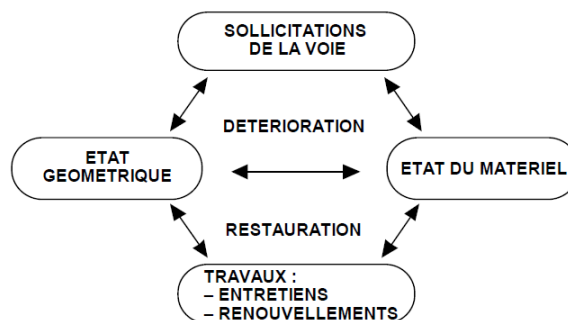 SOLLICITATIONS
DE LA VOIE
DETERIORATION
ETAT
GEOMETRIQUE
ETAT DU MATERIEL
RESTAURATION
TRAVAUX :
– ENTRETIENS
– RENOUVELLEMENTS